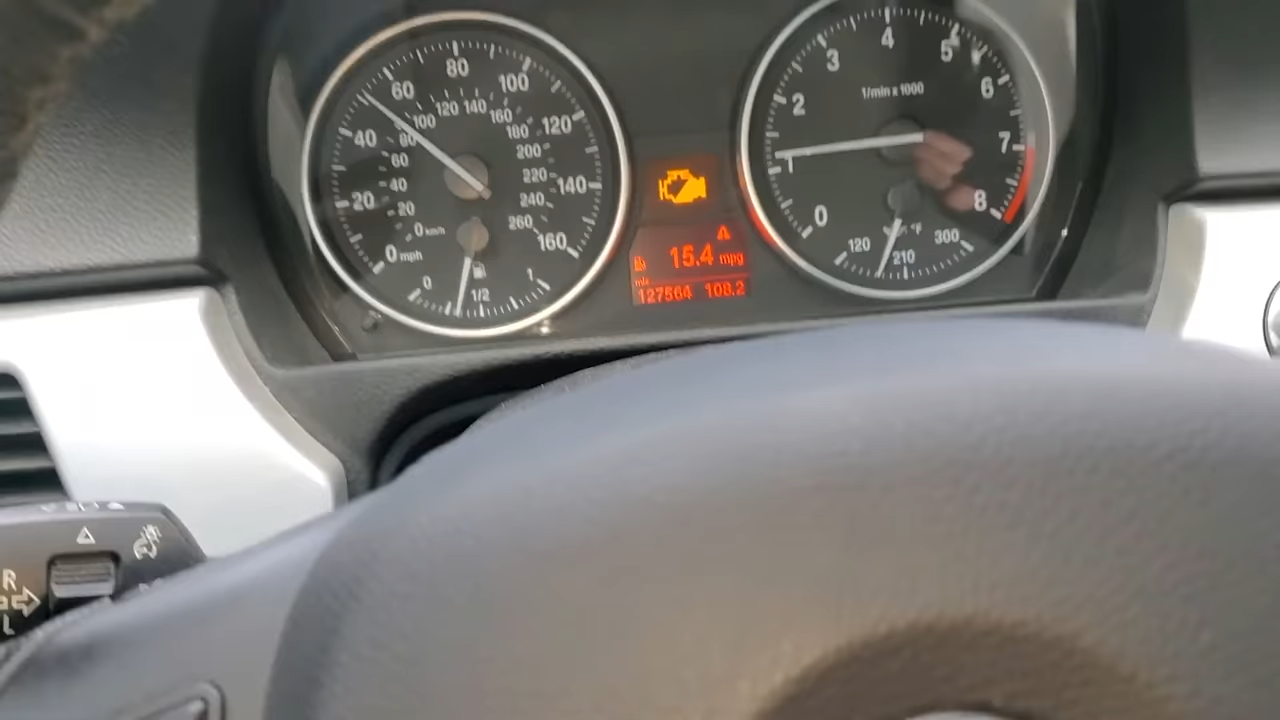 0 20 40 60 80 100 120 140 160
mph
0 20 40 60 80 100 120 140 160 180 200 220 240 260
km/h
0 1/2 1
15.4 mpg
mls
127564 108.2
0 1 2 3 4 5 6 7 8
1/min x 1000
120 210 300
°F
R
L